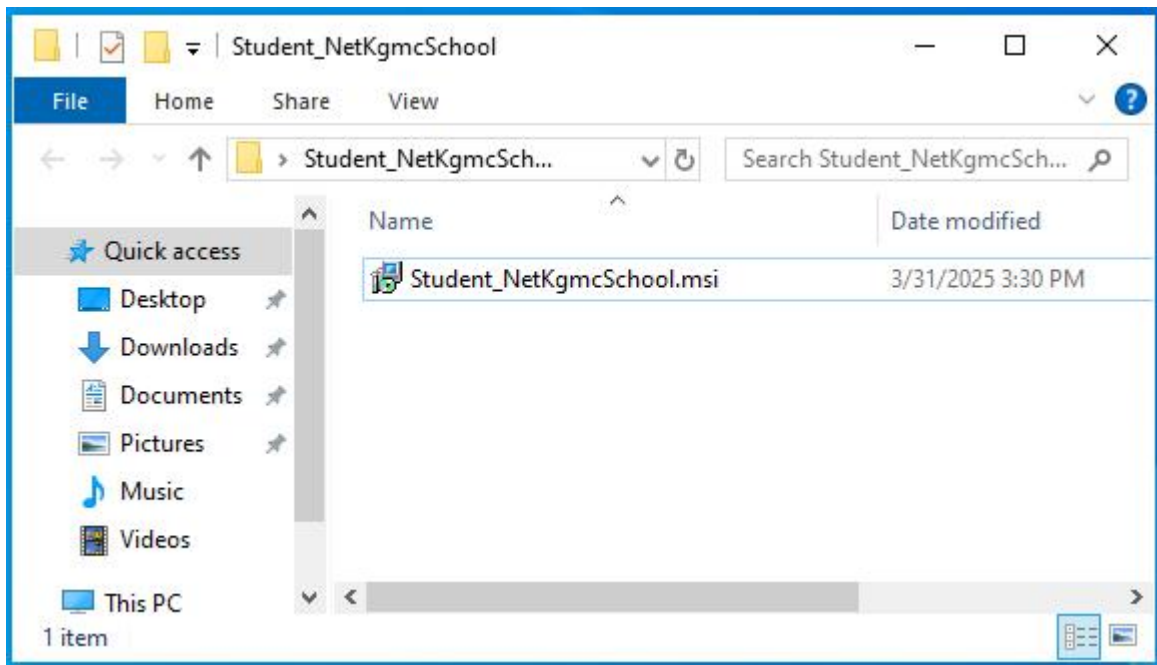 Student_NetKgmcSchool
File Home Share View
Student_NetKgmcSch... Search Student_NetKgmcSch...
Name Date modified
Quick access
Student_NetKgmcSchool.msi 3/31/2025 3:30 PM
Desktop
Downloads
Documents
Pictures
Music
Videos
This PC
1 item